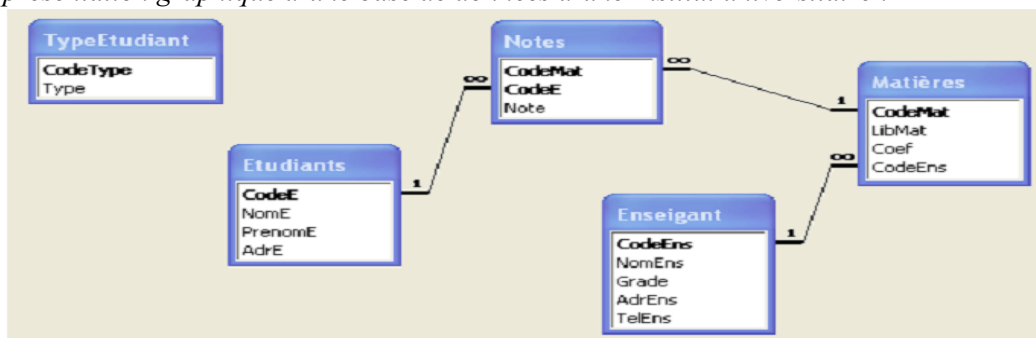 TypeEtudiant
CodeType
Type
Notes
CodeMat
CodeE
Note
Matières
CodeMat
LibMat
Coef
CodeEns
Etudiants
CodeE
NomE
PrenomE
AdrE
Enseigant
CodeEns
NomEns
Grade
AdrEns
TelEns
∞
1
∞
1
∞
1